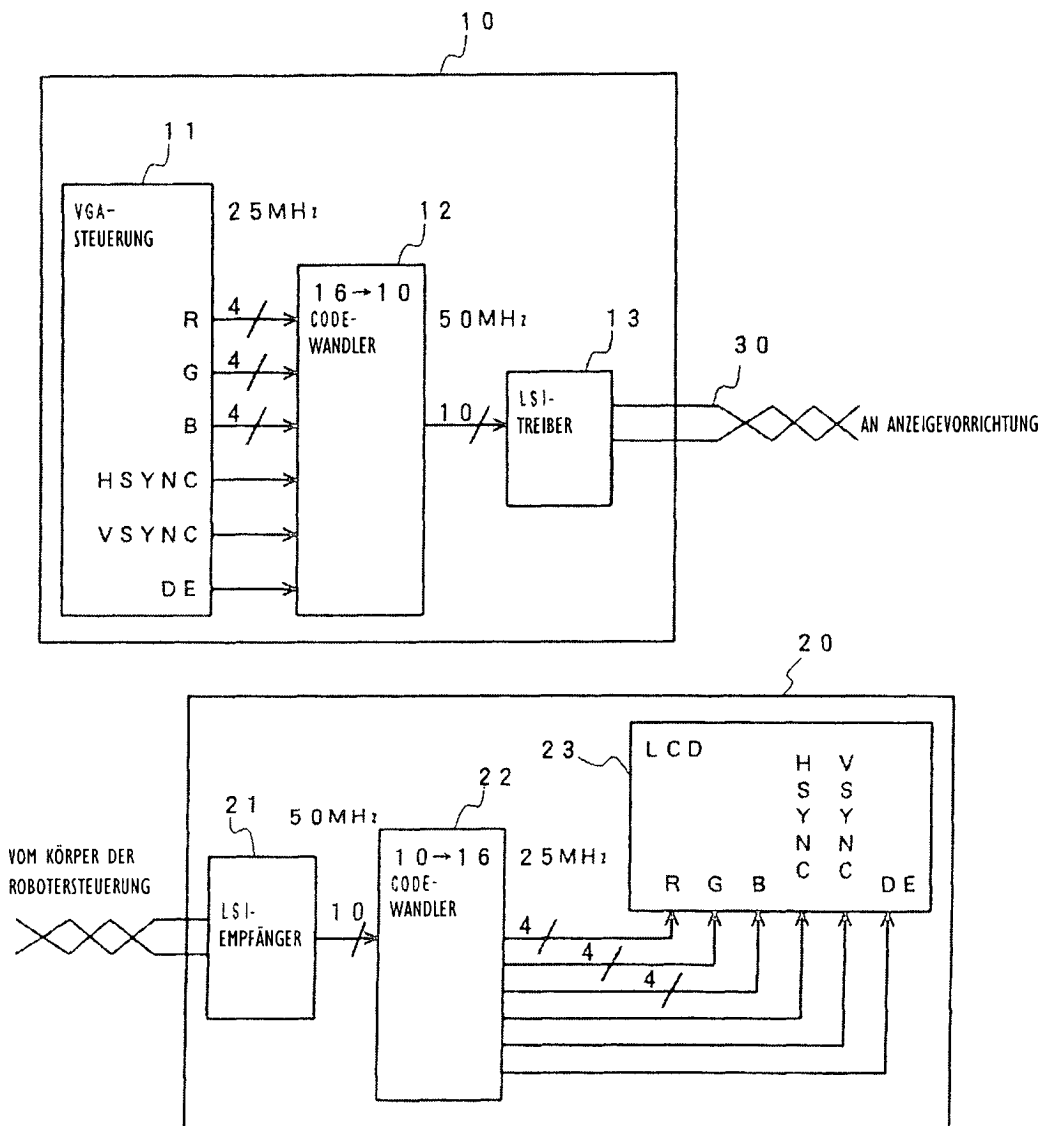 10
11
VGA-
STEUERUNG
25MHz
12
16→10
CODE-
WANDLER
50MHz
13
LSI-
TREIBER
30
R
4
G
4
B
4
HSYNC
VSYNC
DE
10
AN ANZEIGEVORRICHTUNG
20
23
LCD
HSYNC
VSYNC
R G B DE
21
50MHz
22
10→16
CODE-
WANDLER
25MHz
VOM KÖRPER DER
ROBOTERSTEUERUNG
LSI-
EMPFÄNGER
10
4
4
4